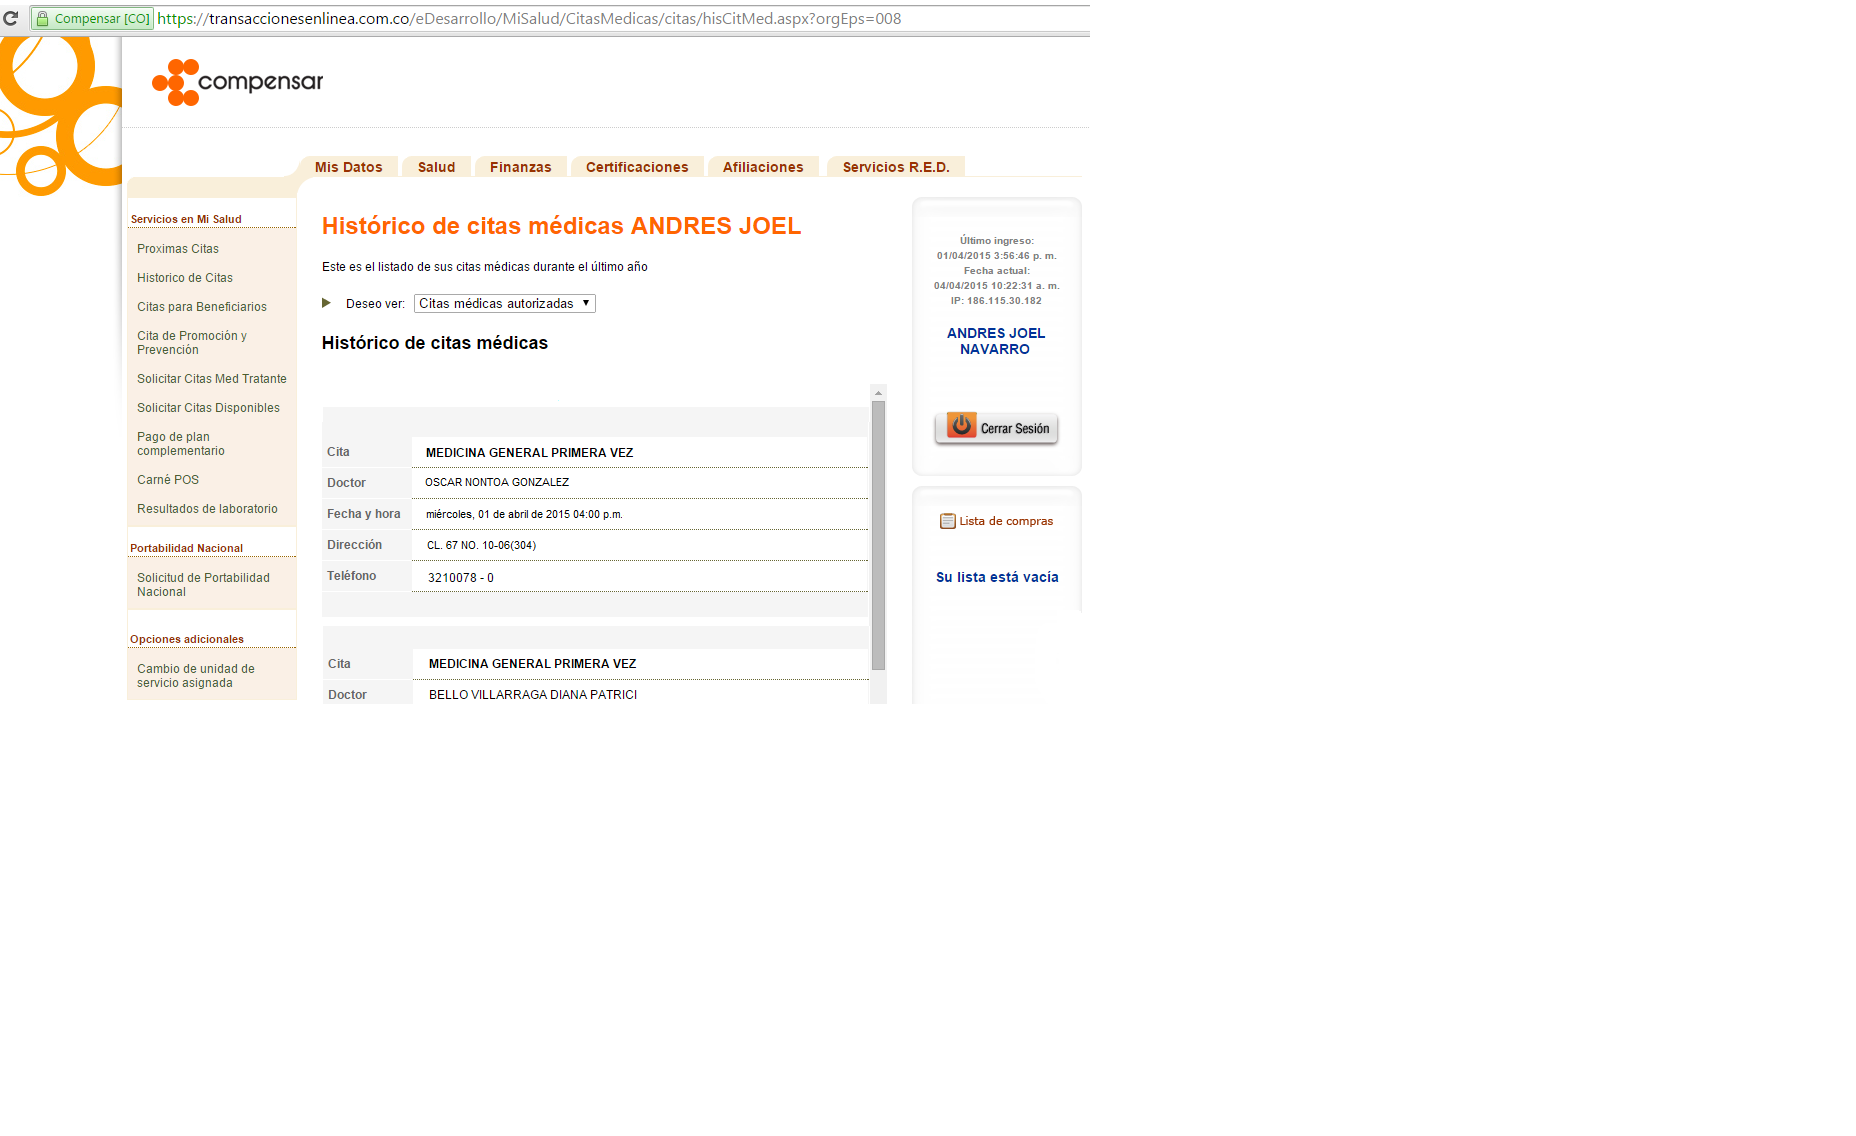 Compensar [CO] https://transaccionesenlinea.com.co/eDesarrollo/MiSalud/CitasMedicas/citas/hisCitMed.aspx?orgEps=008
compensar
Mis Datos Salud Finanzas Certificaciones Afiliaciones Servicios R.E.D.
Servicios en Mi Salud
Proximas Citas
Historico de Citas
Citas para Beneficiarios
Cita de Promoción y
Prevención
Solicitar Citas Med Tratante
Solicitar Citas Disponibles
Pago de plan
complementario
Carné POS
Resultados de laboratorio
Portabilidad Nacional
Solicitud de Portabilidad
Nacional
Opciones adicionales
Cambio de unidad de
servicio asignada
Histórico de citas médicas ANDRES JOEL
Este es el listado de sus citas médicas durante el último año
Deseo ver: Citas médicas autorizadas
Histórico de citas médicas
Cita MEDICINA GENERAL PRIMERA VEZ
Doctor OSCAR NONTOA GONZALEZ
Fecha y hora miércoles, 01 de abril de 2015 04:00 p.m.
Dirección CL. 67 NO. 10-06(304)
Teléfono 3210078 - 0
Cita MEDICINA GENERAL PRIMERA VEZ
Doctor BELLO VILLARRAGA DIANA PATRICI
Último ingreso:
01/04/2015 3:56:46 p. m.
Fecha actual:
04/04/2015 10:22:31 a. m.
IP: 186.115.30.182
ANDRES JOEL
NAVARRO
Cerrar Sesión
Lista de compras
Su lista está vacía